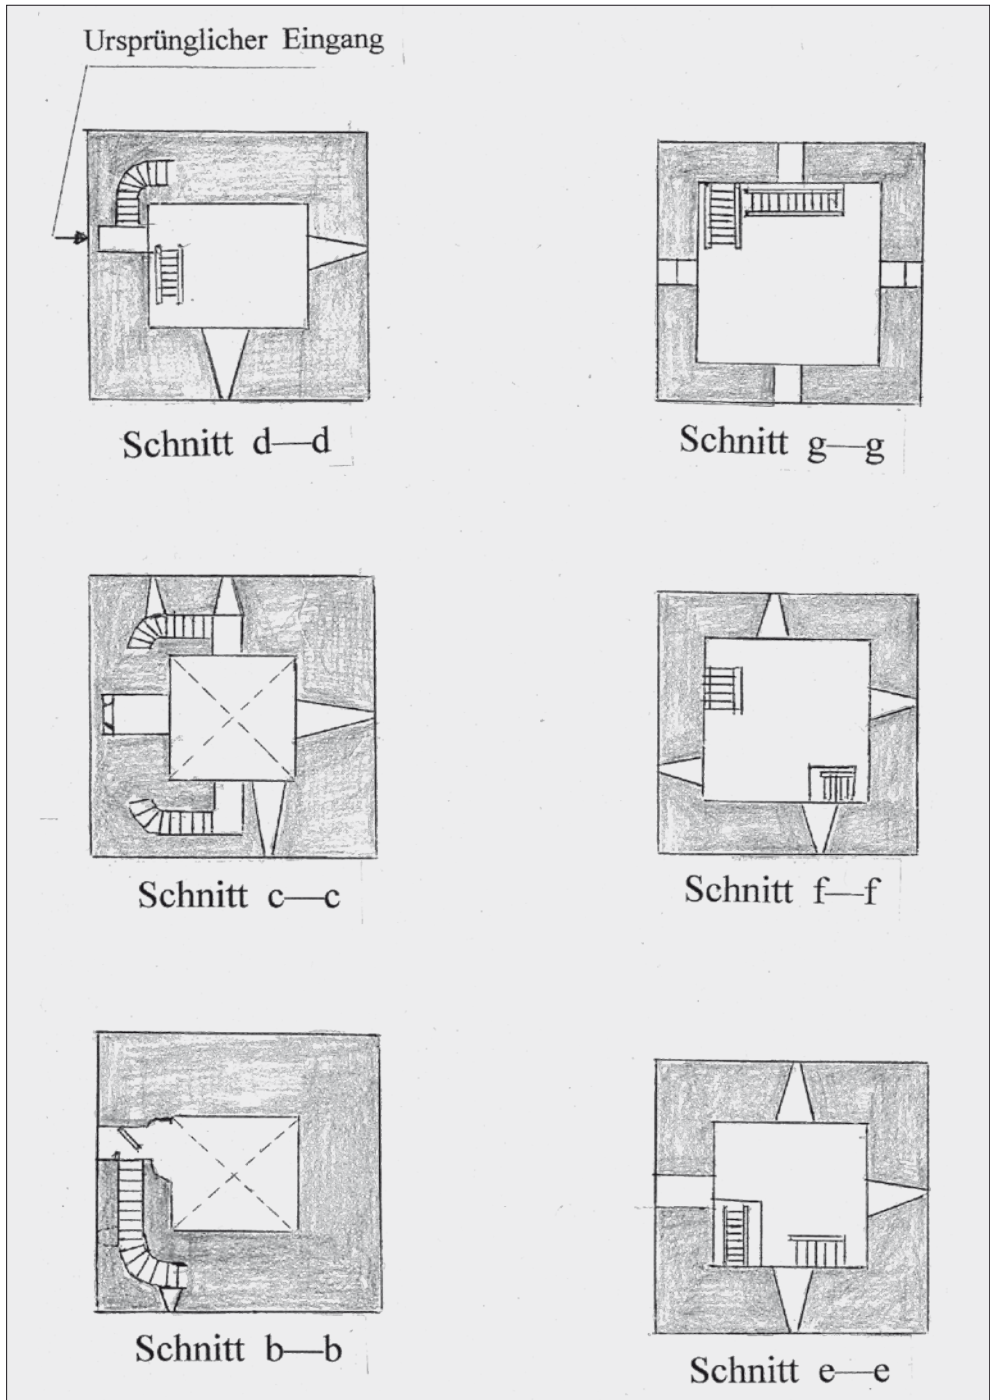 Ursprünglicher Eingang
Schnitt d—d
Schnitt g—g
Schnitt c—c
Schnitt f—f
Schnitt b—b
Schnitt e—e